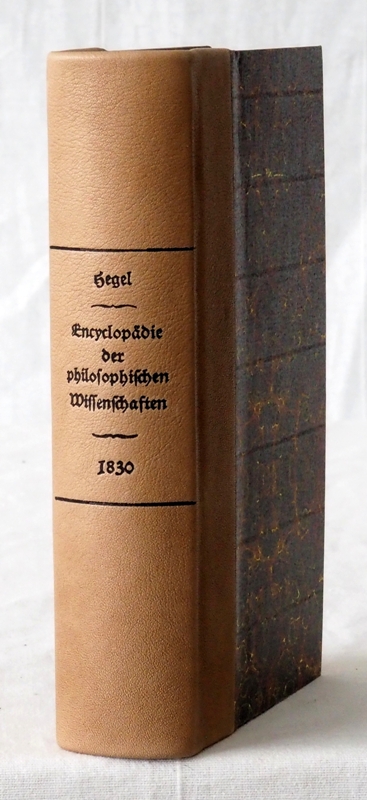 Hegel
Encyclopädie
der
philosophischen
Wissenschaften
1830